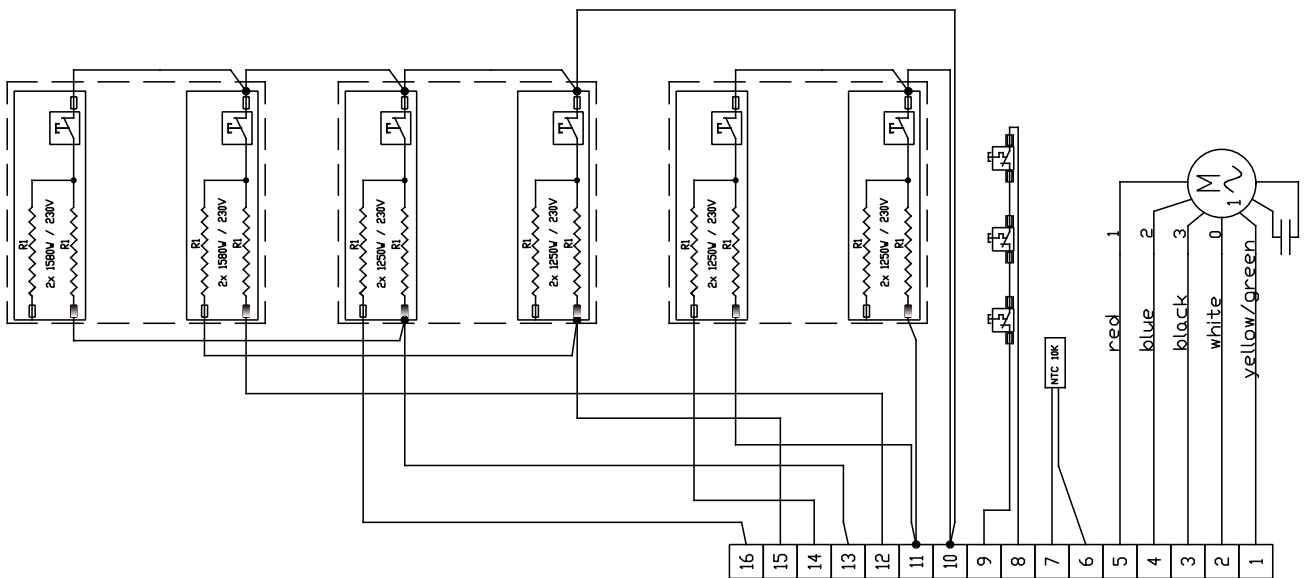 R1
R1
2x 1580W / 230V
R1
R1
2x 1580W / 230V
R1
R1
2x 1250W / 230V
R1
R1
2x 1250W / 230V
R1
R1
2x 1250W / 230V
R1
R1
2x 1250W / 230V
NTC 10K
M
1
1
2
3
0
red
blue
black
white
yellow/green
16
15
14
13
12
11
10
9
8
7
6
5
4
3
2
1